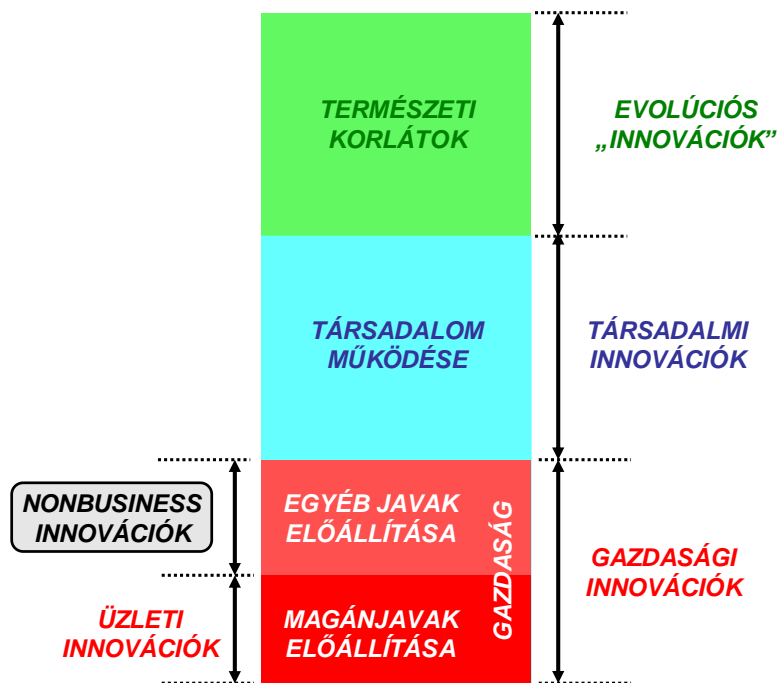 TERMÉSZETI
KORLÁTOK
EVOLÚCIÓS
„INNOVÁCIÓK”
TÁRSADALOM
MŰKÖDÉSE
TÁRSADALMI
INNOVÁCIÓK
NONBUSINESS
INNOVÁCIÓK
EGYÉB JAVAK
ELŐÁLLÍTÁSA
GAZDASÁG
GAZDASÁGI
INNOVÁCIÓK
ÜZLETI
INNOVÁCIÓK
MAGÁNJAVAK
ELŐÁLLÍTÁSA